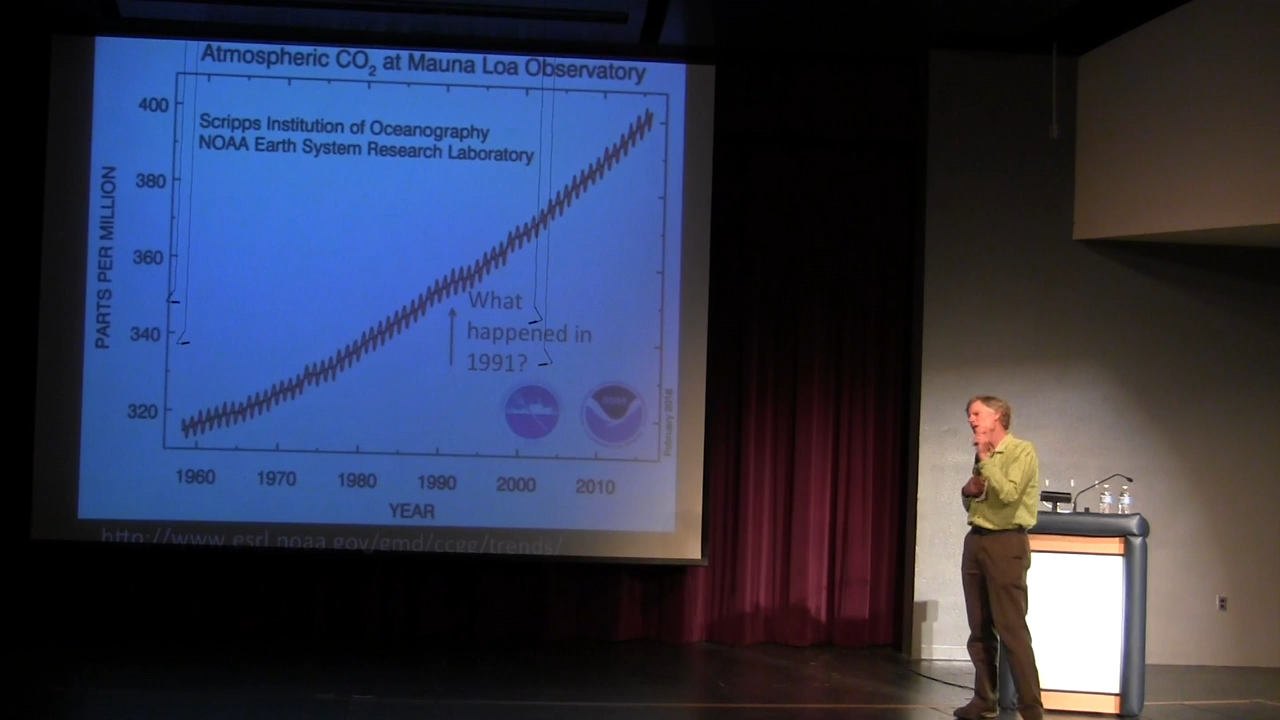 Atmospheric CO₂ at Mauna Loa Observatory
Scripps Institution of Oceanography
NOAA Earth System Research Laboratory
PARTS PER MILLION
400
380
360
340
320
What
happened in
1991?
NOAA
February 2016
1960 1970 1980 1990 2000 2010
YEAR
http://www.esrl.noaa.gov/gmd/ccgg/trends/